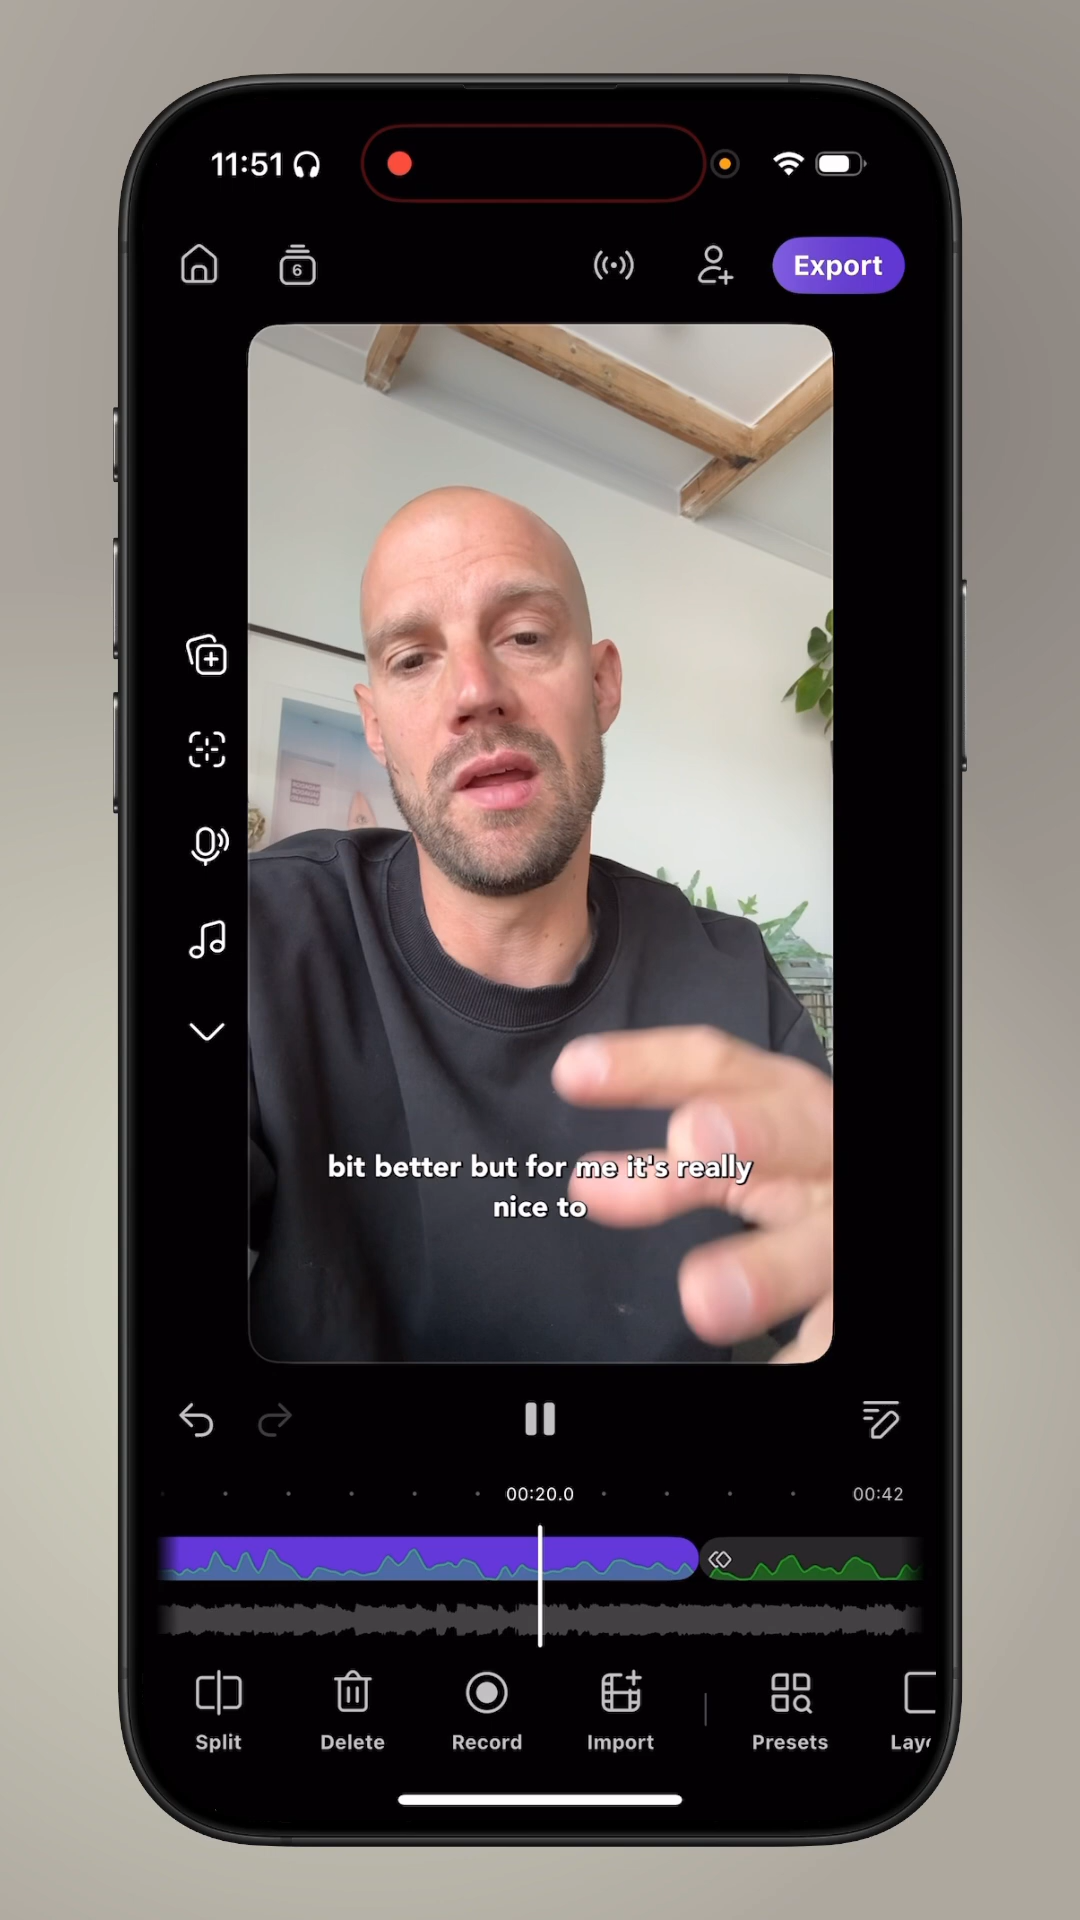 11:51
6
Export
bit better but for me it's really
nice to
00:20.0
00:42
Split
Delete
Record
Import
Presets